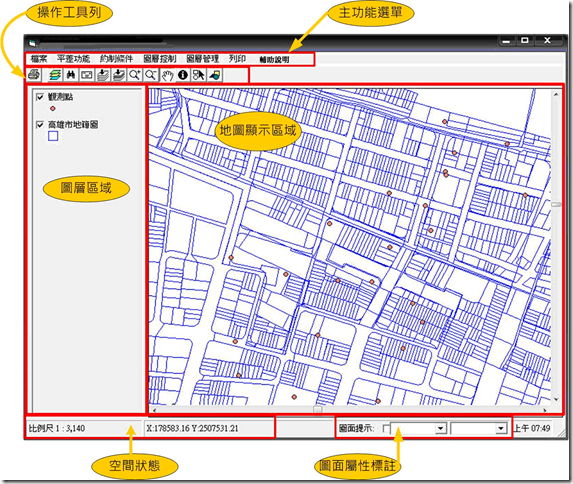 操作工具列
主功能選單
檔案 平差功能 約制條件 圖層控制 圖層管理 列印 輔助說明
觀測點
高雄市地籍圖
地圖顯示區域
圖層區域
比例尺 1 : 3,140 X:178583.16 Y:2507531.21 圖面提示: 上午 07:49
空間狀態
圖面屬性標註